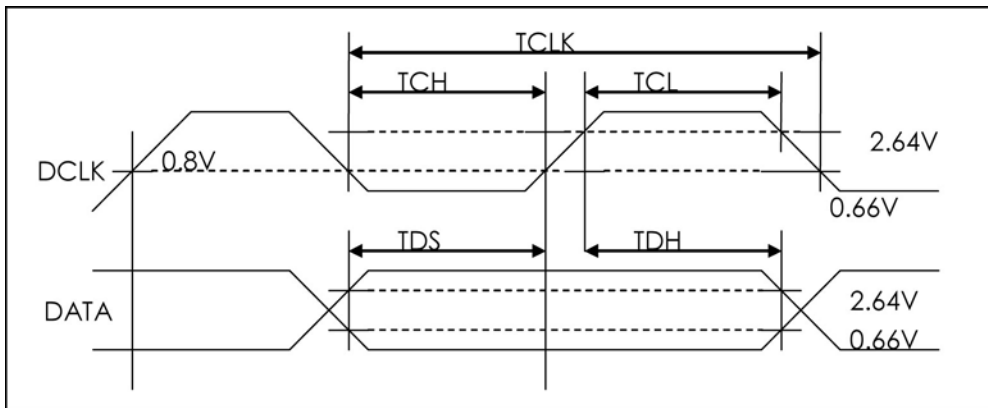 TCLK
TCH
TCL
2.64V
DCLK
0.8V
0.66V
TDS
TDH
DATA
2.64V
0.66V